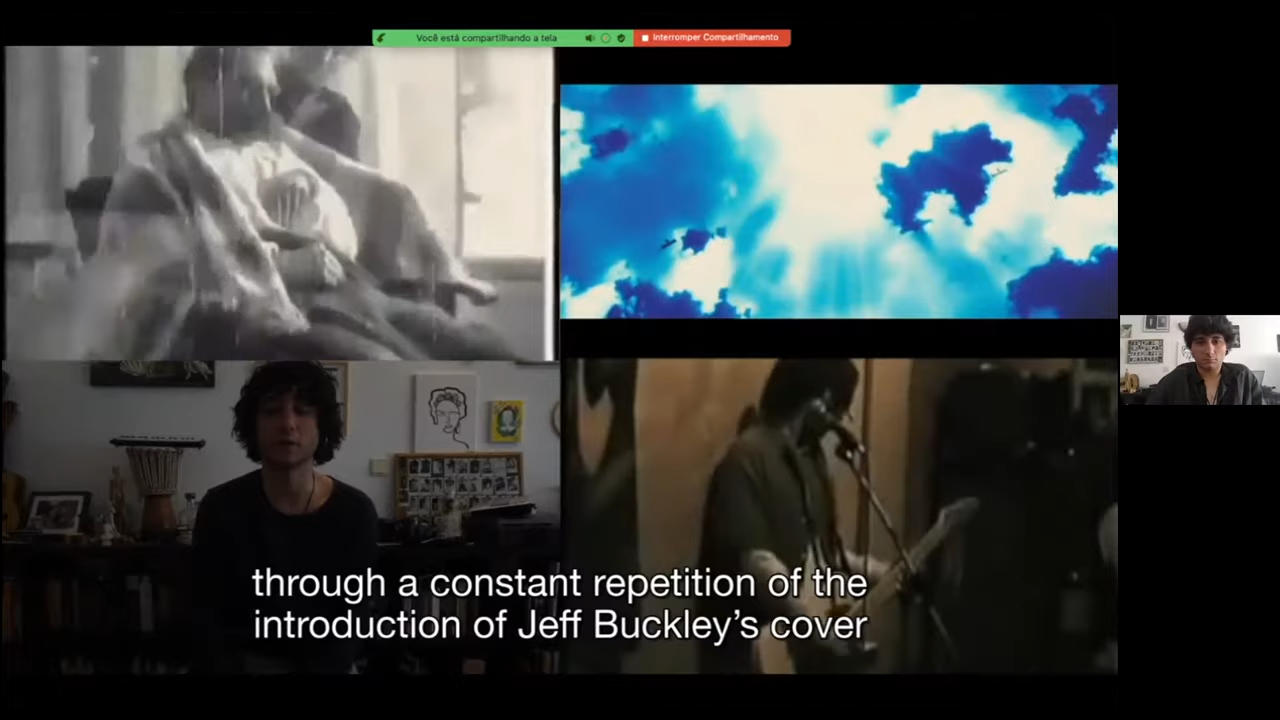 Você está compartilhando a tela
Interromper Compartilhamento
through a constant repetition of the
introduction of Jeff Buckley’s cover